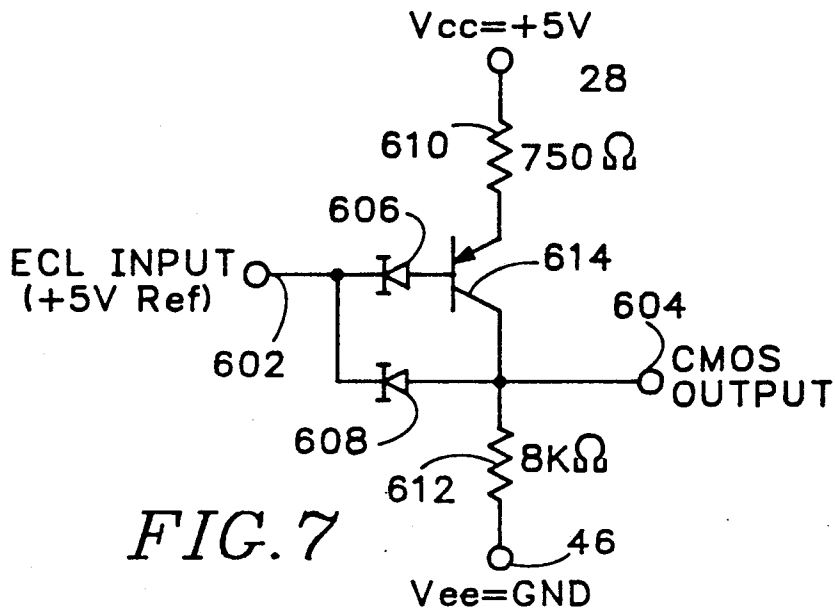 Vcc=+5V
28
610
750Ω
606
ECL INPUT
(+5V Ref)
614
604
602
CMOS
OUTPUT
608
8KΩ
612
FIG. 7
46
Vee=GND